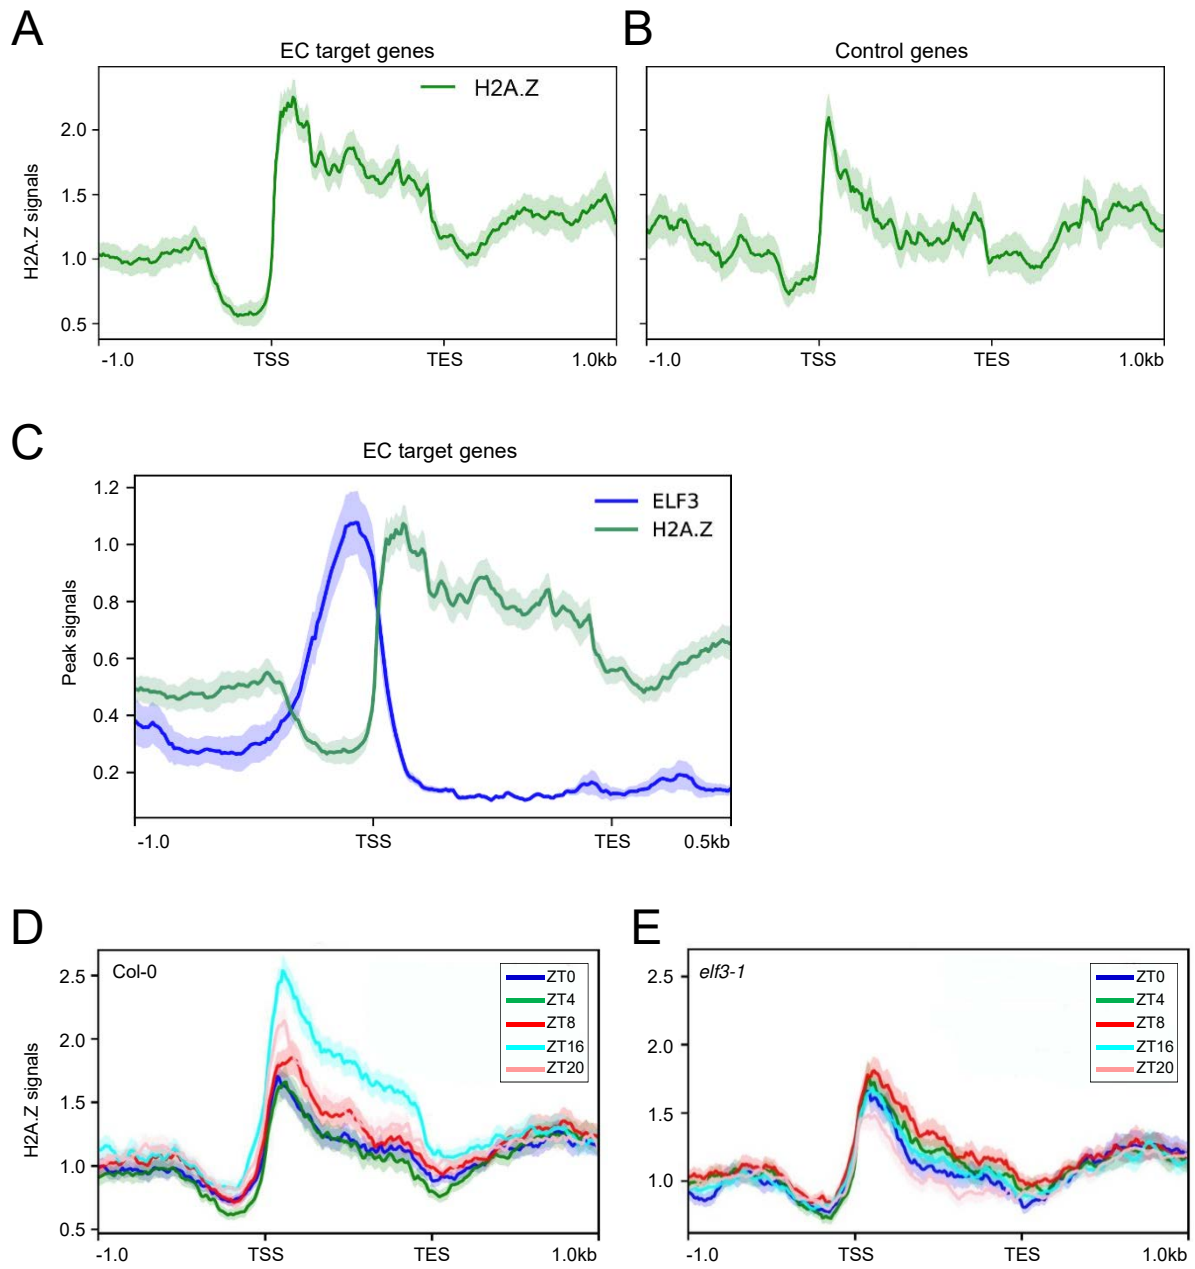 A
B
EC target genes
Control genes
H2A.Z
H2A.Z signals
2.0
1.5
1.0
0.5
-1.0
TSS
TES
1.0kb
-1.0
TSS
TES
1.0kb
C
EC target genes
ELF3
H2A.Z
Peak signals
1.2
1.0
0.8
0.6
0.4
0.2
-1.0
TSS
TES
0.5kb
D
Col-0
ZT0
ZT4
ZT8
ZT16
ZT20
H2A.Z signals
2.5
2.0
1.5
1.0
0.5
-1.0
TSS
TES
1.0kb
E
elf3-1
ZT0
ZT4
ZT8
ZT16
ZT20
2.5
2.0
1.5
1.0
-1.0
TSS
TES
1.0kb